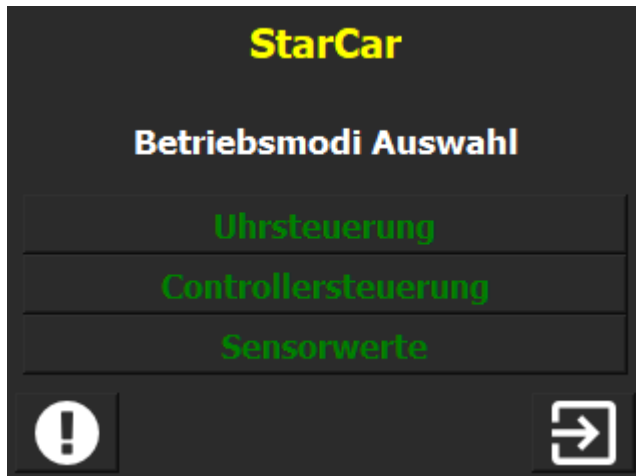 StarCar
Betriebsmodi Auswahl
Uhrsteuerung
Controllersteuerung
Sensorwerte